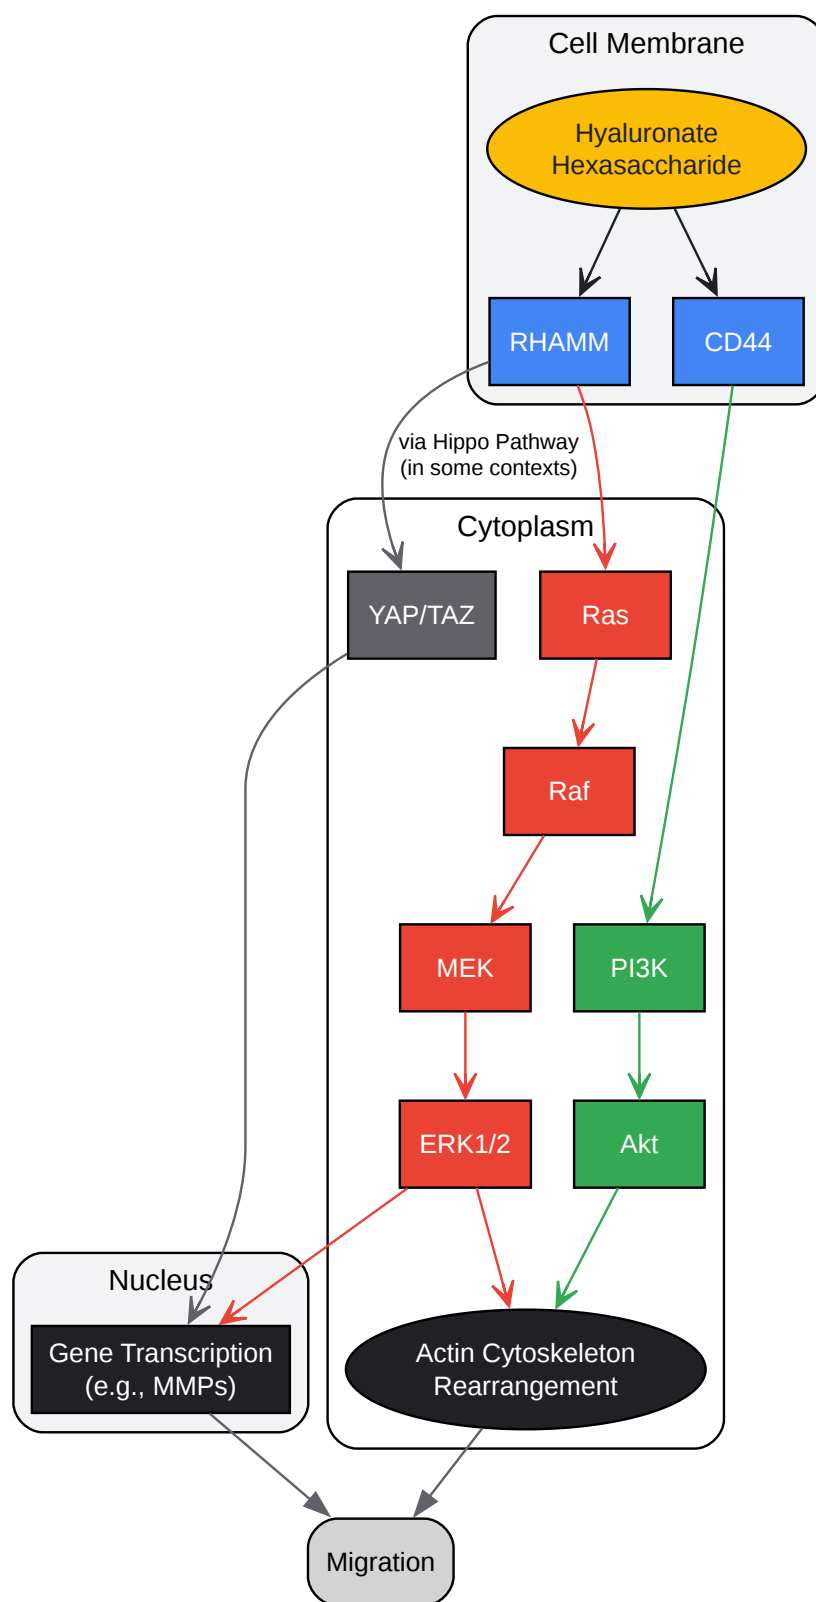 Cell Membrane
Hyaluronate
Hexasaccharide
RHAMM
CD44
via Hippo Pathway
(in some contexts)
Cytoplasm
YAP/TAZ
Ras
Raf
MEK
PI3K
ERK1/2
Akt
Nucleus
Gene Transcription
(e.g., MMPs)
Actin Cytoskeleton
Rearrangement
Migration